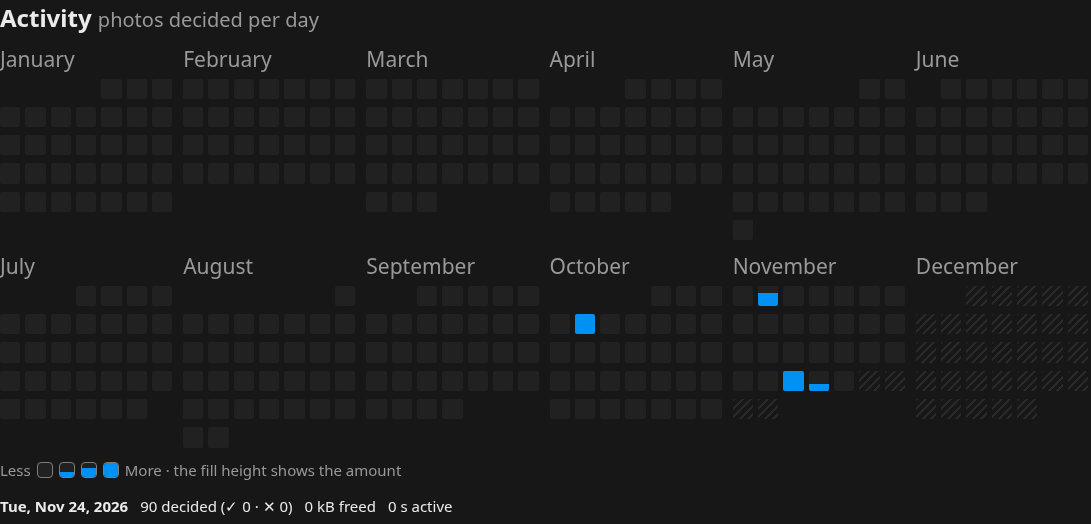 Activity photos decided per day
January February March April May June
July August September October November December
Less More · the fill height shows the amount
Tue, Nov 24, 2026 90 decided (✓ 0 · ✕ 0) 0 kB freed 0 s active